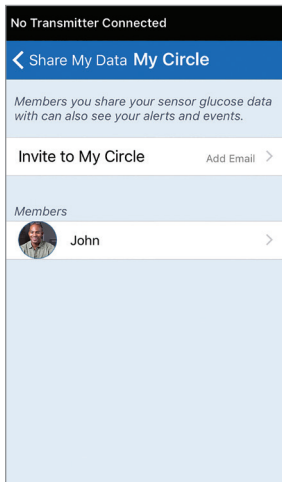 No Transmitter Connected
Share My Data My Circle
Members you share your sensor glucose data
with can also see your alerts and events.
Invite to My Circle Add Email
Members
John